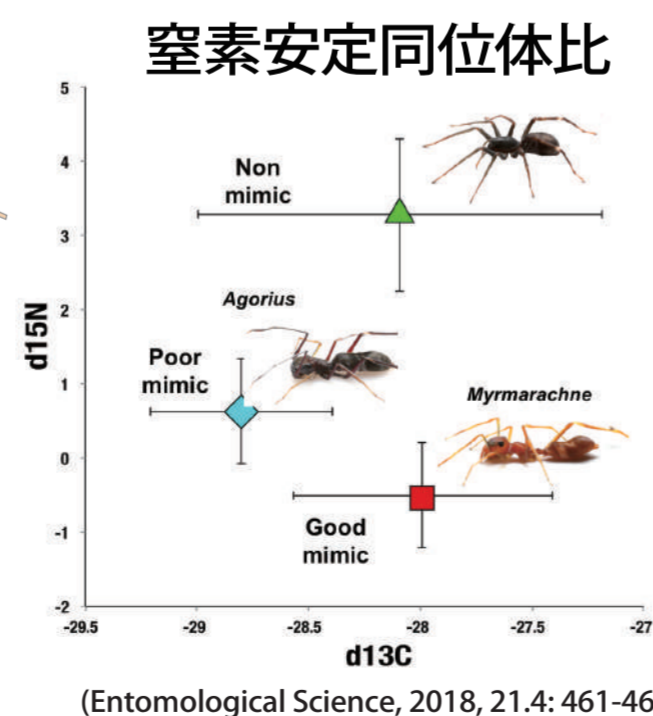 窒素安定同位体比
5
4
Non
mimic
3
Agorius
2
d15N
Poor
mimic
1
Myrmarachne
0
Good
mimic
-1
-2
-29.5 -29 -28.5 -28 -27.5 -27
d13C
(Entomological Science, 2018, 21.4: 461-46